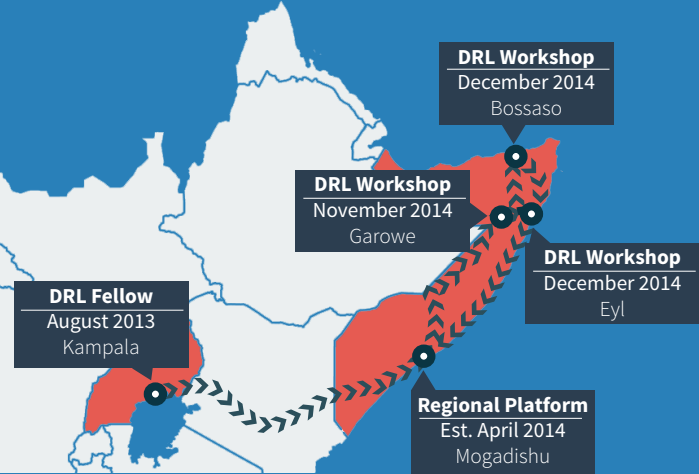 DRL Workshop
December 2014
Bossaso
DRL Workshop
November 2014
Garowe
DRL Workshop
December 2014
Eyl
DRL Fellow
August 2013
Kampala
Regional Platform
Est. April 2014
Mogadishu